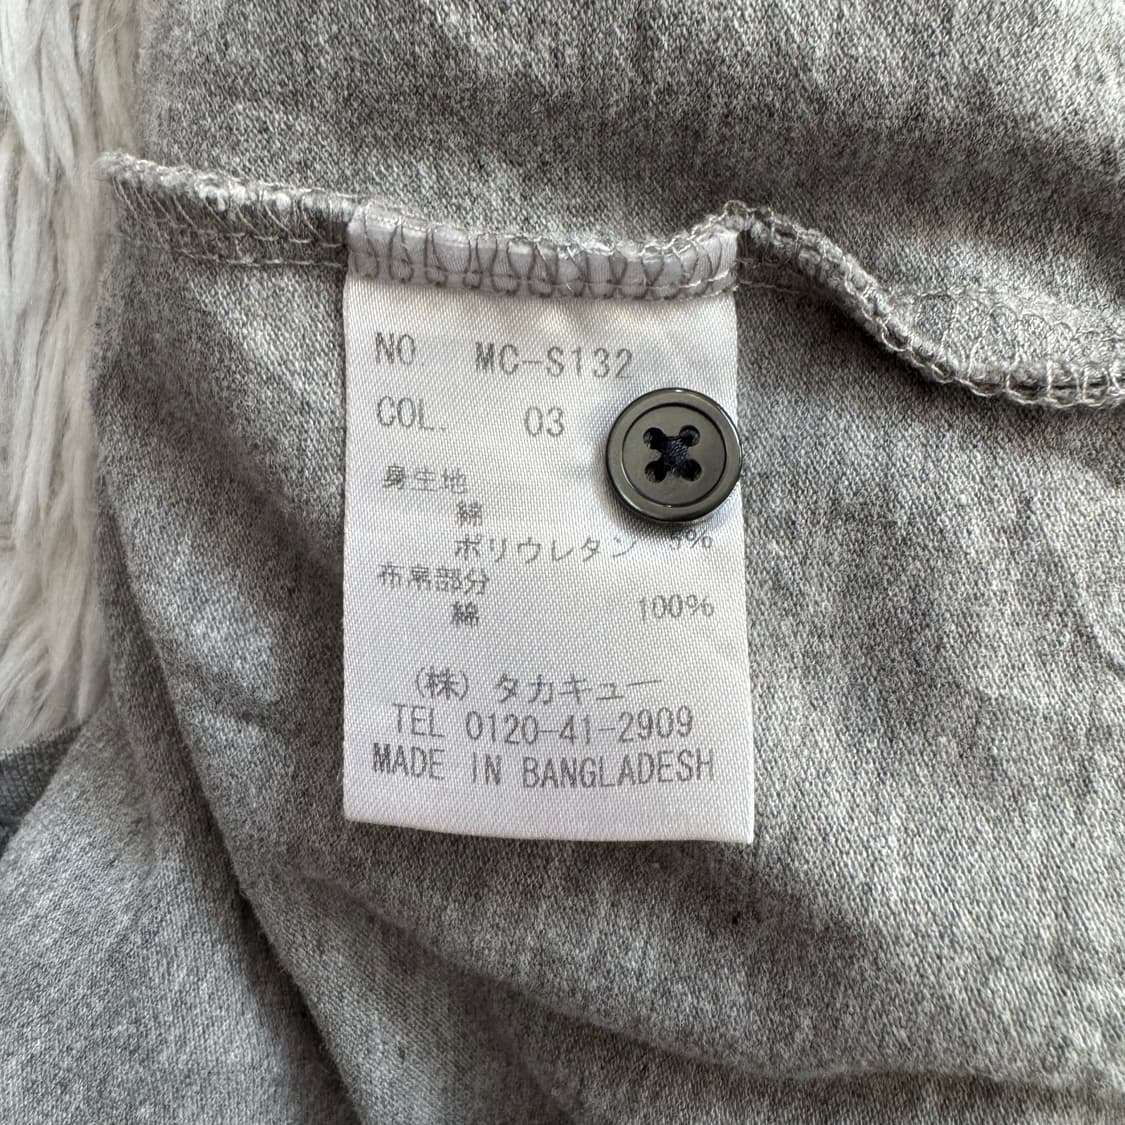 NO MC-S132
COL. 03
身生地
綿
ポリウレタン 5%
布帛部分
綿 100%
(株) タカキュー
TEL 0120-41-2909
MADE IN BANGLADESH